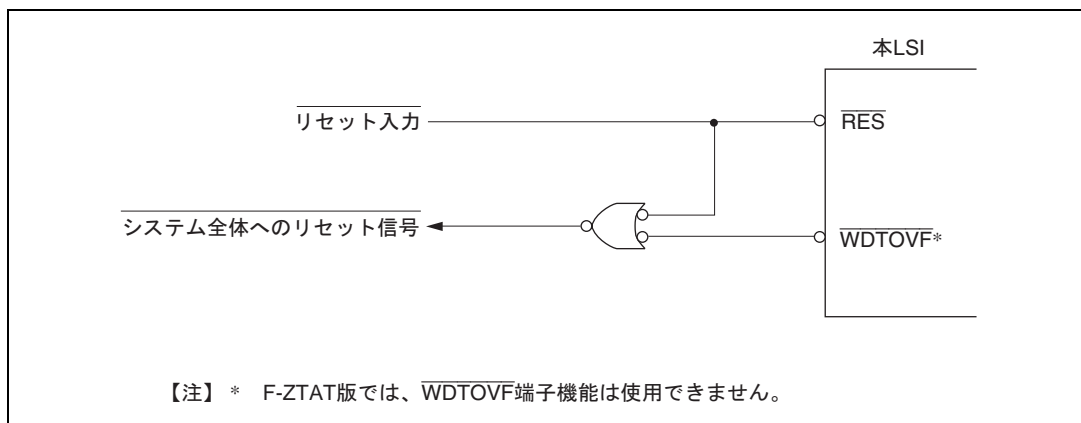 本LSI
リセット入力
RES
システム全体へのリセット信号
WDTOVF*
【注】 * F-ZTAT版では、WDTOVF端子機能は使用できません。